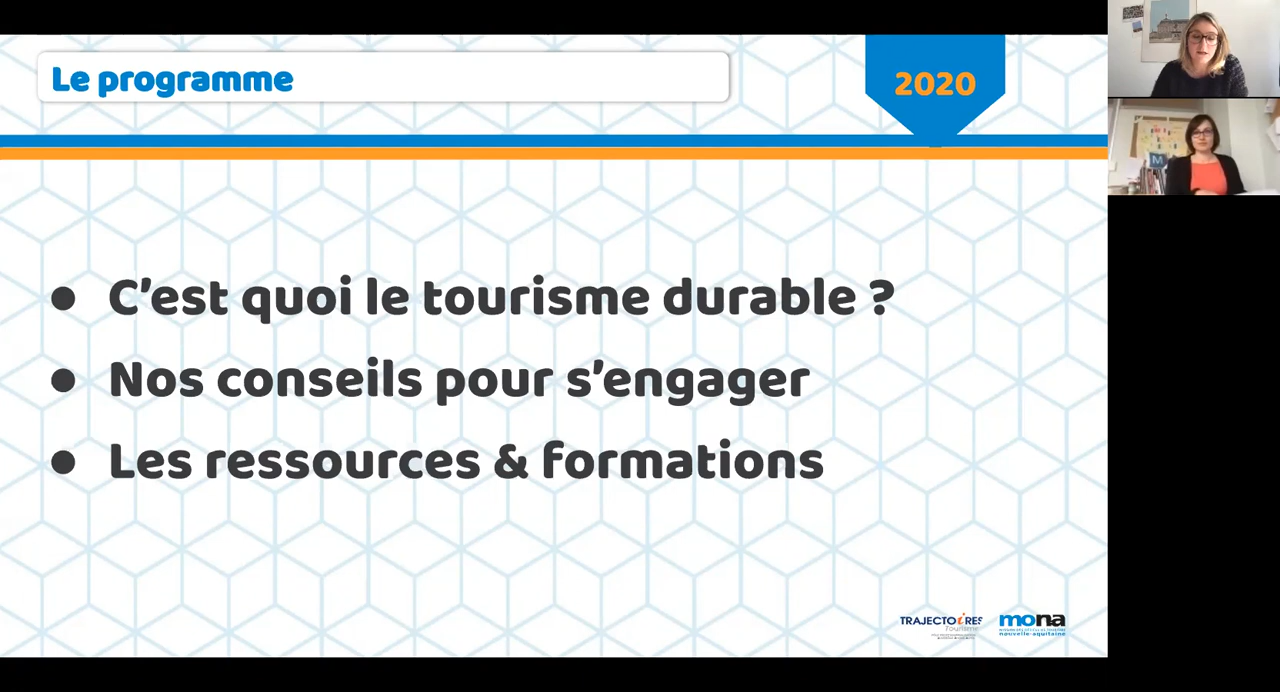 Le programme
2020
● C’est quoi le tourisme durable ?
● Nos conseils pour s’engager
● Les ressources & formations
TRAJECTOiRES
Tourisme
mona
nouvelle-aquitaine
M